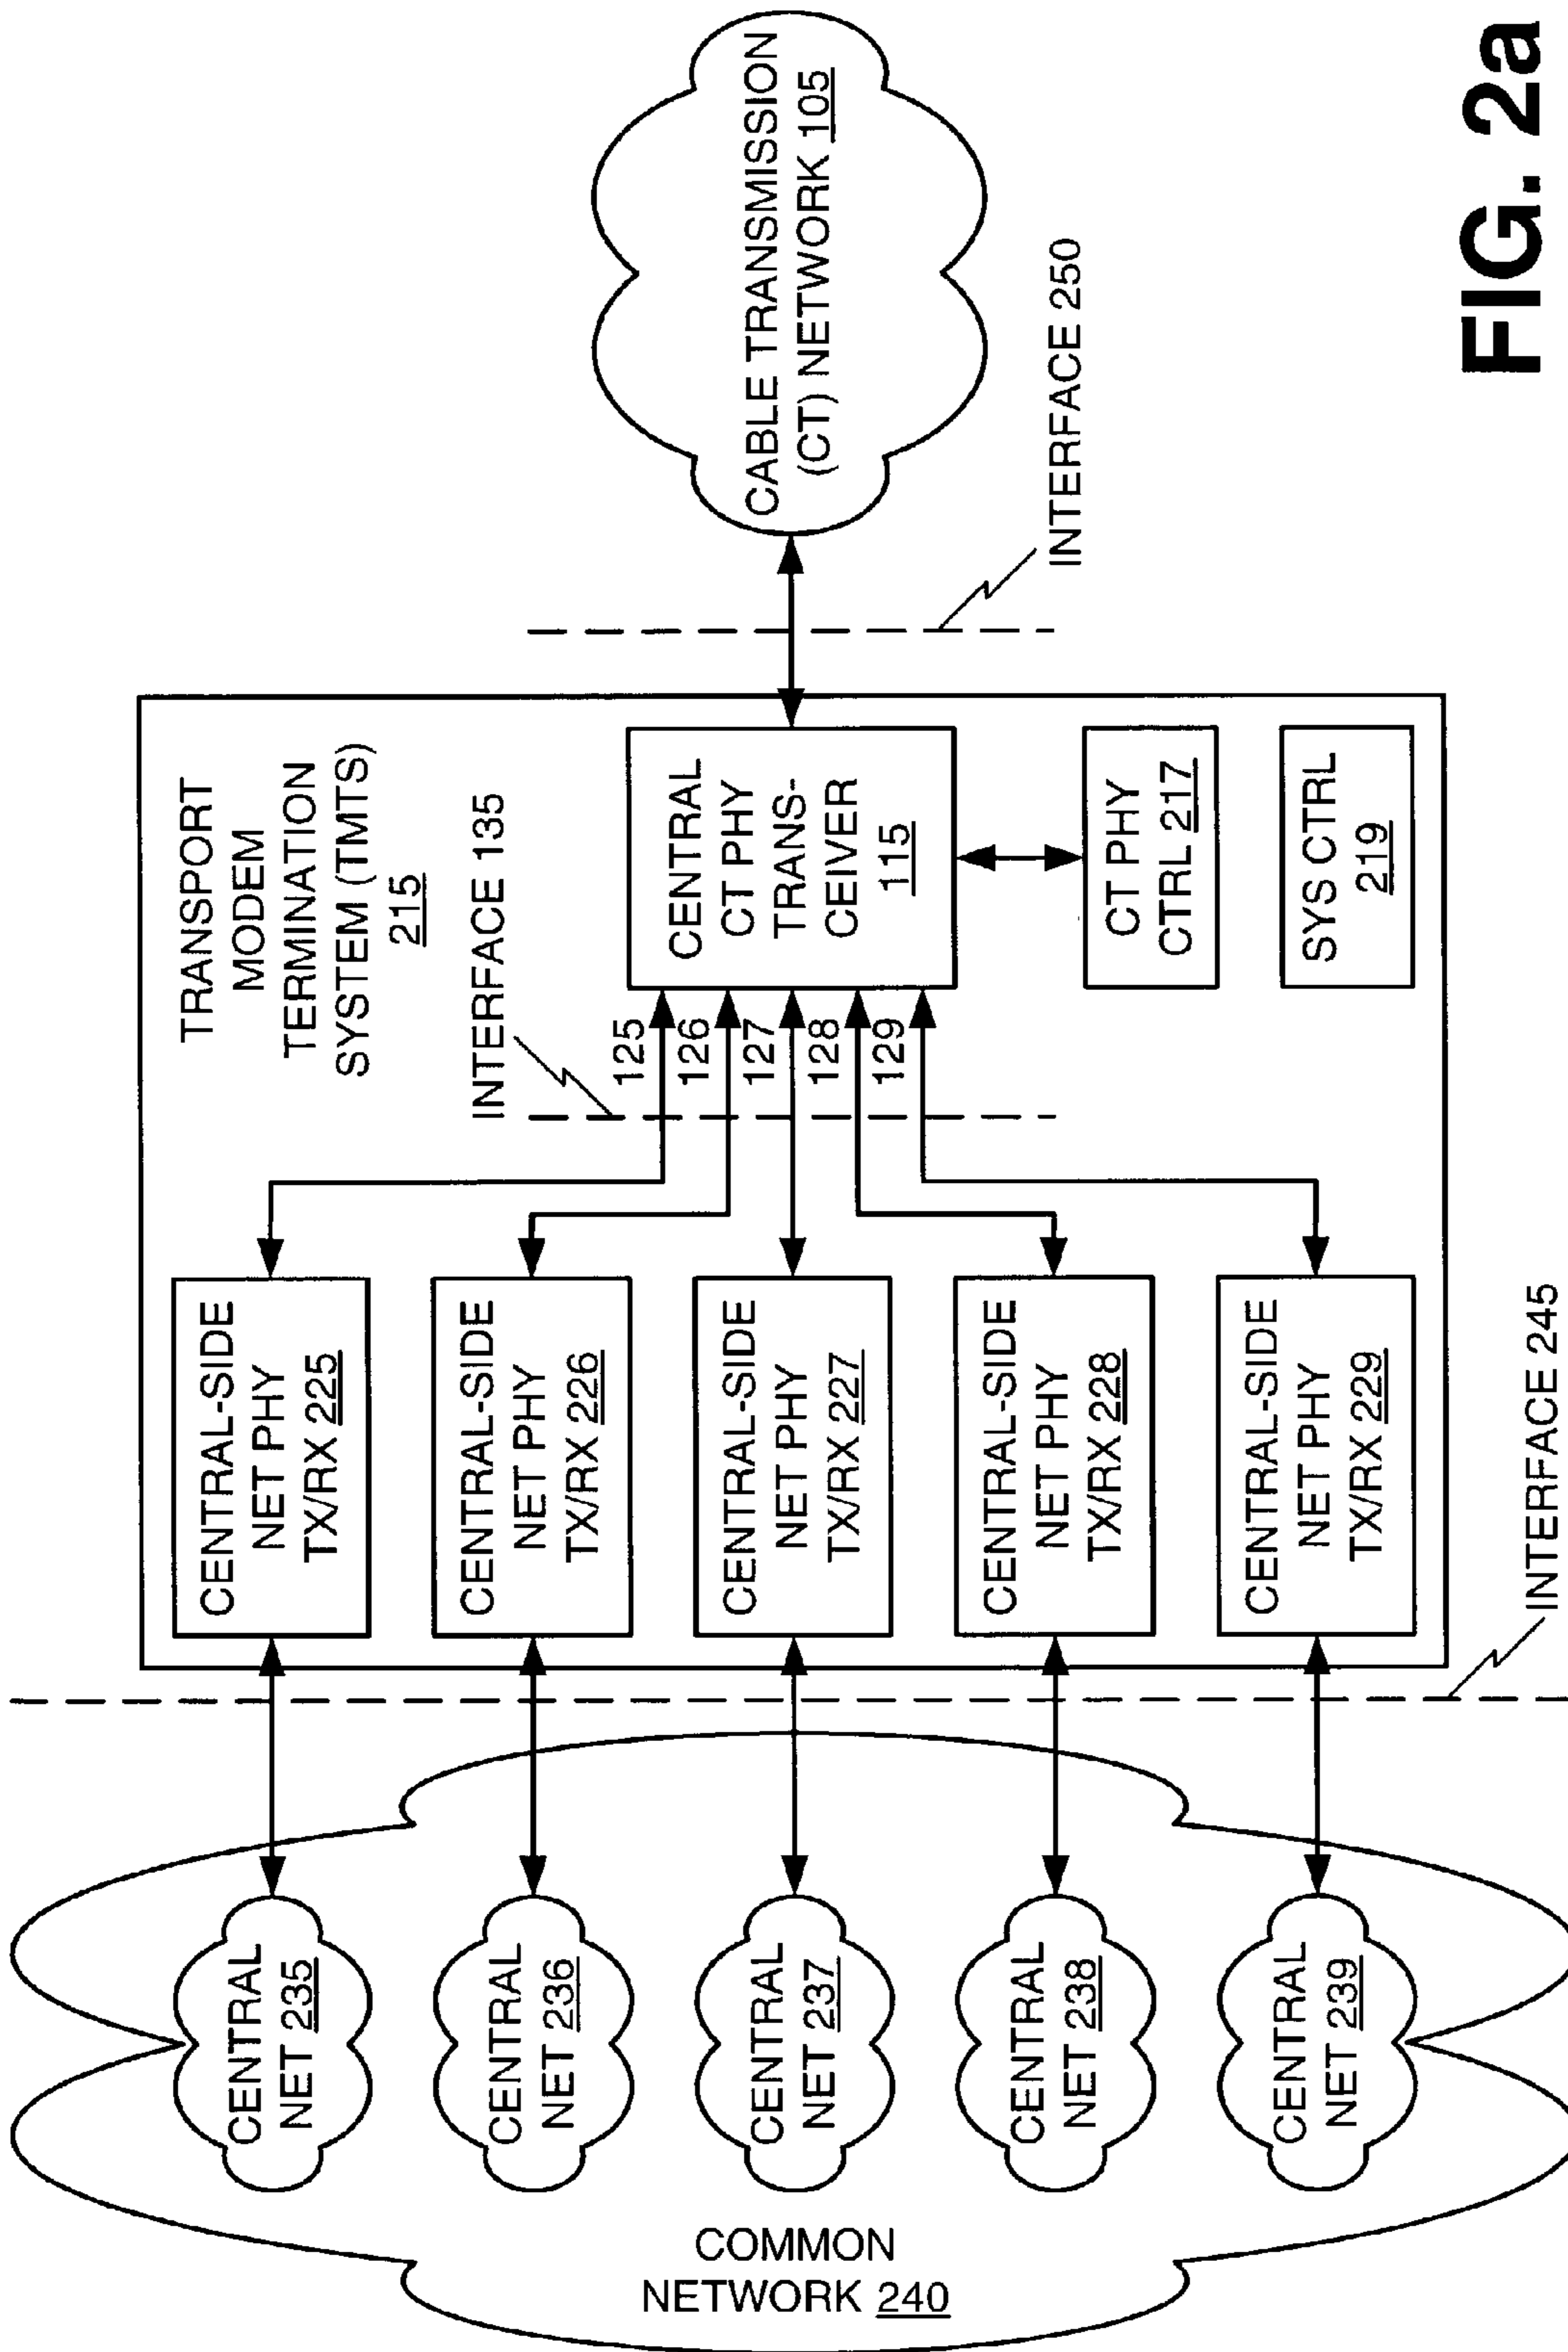 COMMON
NETWORK 240
CENTRAL
NET 235
CENTRAL
NET 236
CENTRAL
NET 237
CENTRAL
NET 238
CENTRAL
NET 239
INTERFACE 245
TRANSPORT
MODEM
TERMINATION
SYSTEM (TMTS)
215
CENTRAL-SIDE
NET PHY
TX/RX 225
CENTRAL-SIDE
NET PHY
TX/RX 226
CENTRAL-SIDE
NET PHY
TX/RX 227
CENTRAL-SIDE
NET PHY
TX/RX 228
CENTRAL-SIDE
NET PHY
TX/RX 229
INTERFACE 135
125
126
127
128
129
CENTRAL
CT PHY
TRANS-
CEIVER
115
CT PHY
CTRL 217
SYS CTRL
219
INTERFACE 250
CABLE TRANSMISSION
(CT) NETWORK 105
FIG. 2a